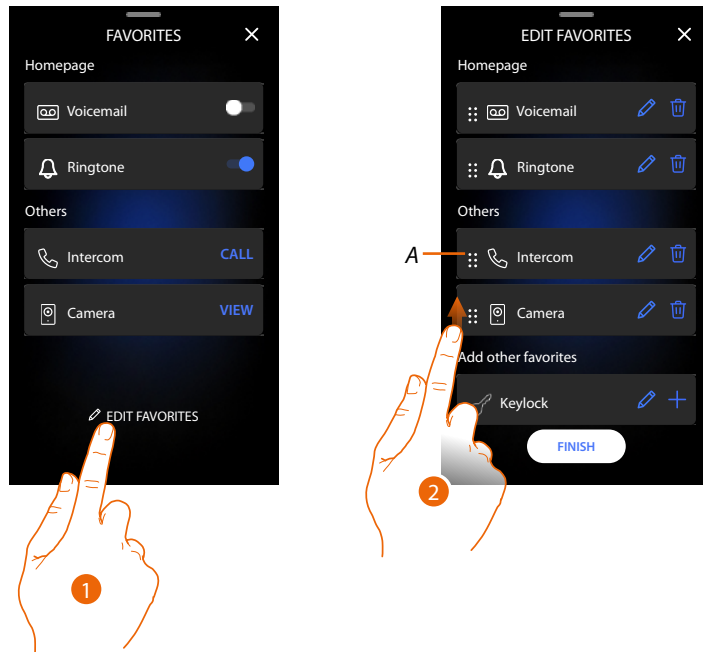 FAVORITES
Homepage
Voicemail
Ringtone
Others
Intercom CALL
Camera VIEW
EDIT FAVORITES
1
EDIT FAVORITES
Homepage
Voicemail
Ringtone
Others
A Intercom
Camera
Add other favorites
Keylock
FINISH
2